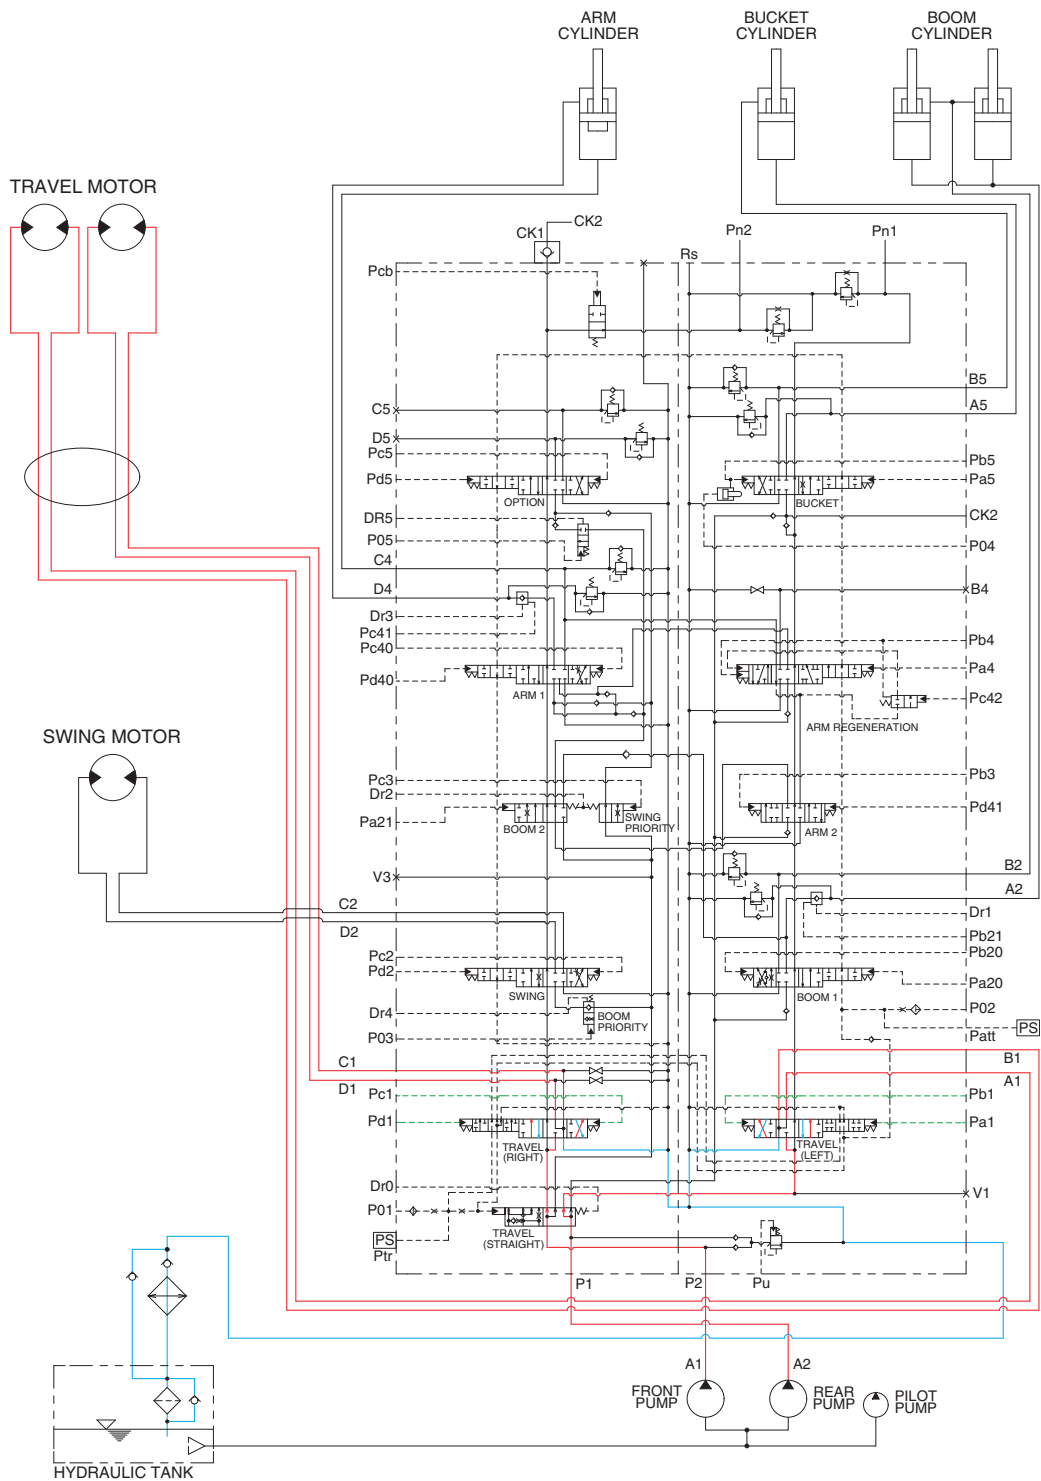 ARM
CYLINDER
BUCKET
CYLINDER
BOOM
CYLINDER
TRAVEL MOTOR
CK1
CK2
Pn2
Pn1
Rs
Pcb
B5
C5
A5
D5
Pc5
Pb5
Pd5
Pa5
OPTION
BUCKET
DR5
CK2
P05
P04
C4
D4
B4
Dr3
Pc41
Pc40
Pb4
Pd40
Pa4
ARM 1
Pc42
ARM REGENERATION
SWING MOTOR
Pc3
Pb3
Dr2
Pd41
Pa21
BOOM 2
SWING
PRIORITY
ARM 2
V3
B2
A2
C2
Dr1
D2
Pb21
Pc2
Pb20
Pd2
Pa20
SWING
BOOM 1
Dr4
BOOM
PRIORITY
P02
P03
PS
Patt
C1
B1
D1
A1
Pc1
Pb1
Pd1
Pa1
TRAVEL
(RIGHT)
TRAVEL
(LEFT)
Dr0
V1
P01
TRAVEL
(STRAIGHT)
PS
Ptr
P1
P2
Pu
A1
A2
FRONT
PUMP
REAR
PUMP
PILOT
PUMP
HYDRAULIC TANK